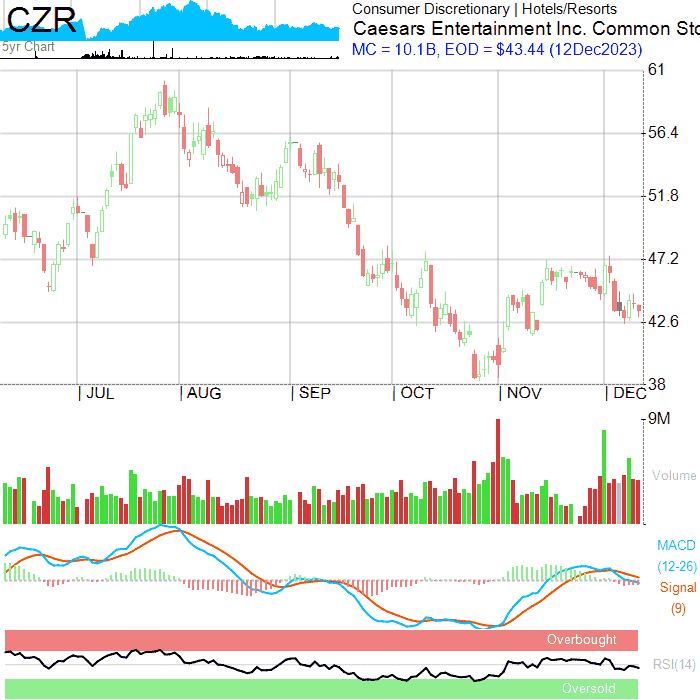 CZR
Consumer Discretionary | Hotels/Resorts
Caesars Entertainment Inc. Common Sto
MC = 10.1B, EOD = $43.44 (12Dec2023)
5yr Chart
61
56.4
51.8
47.2
42.6
38
JUL
AUG
SEP
OCT
NOV
DEC
9M
Volume
MACD
(12-26)
Signal
(9)
Overbought
RSI(14)
Oversold